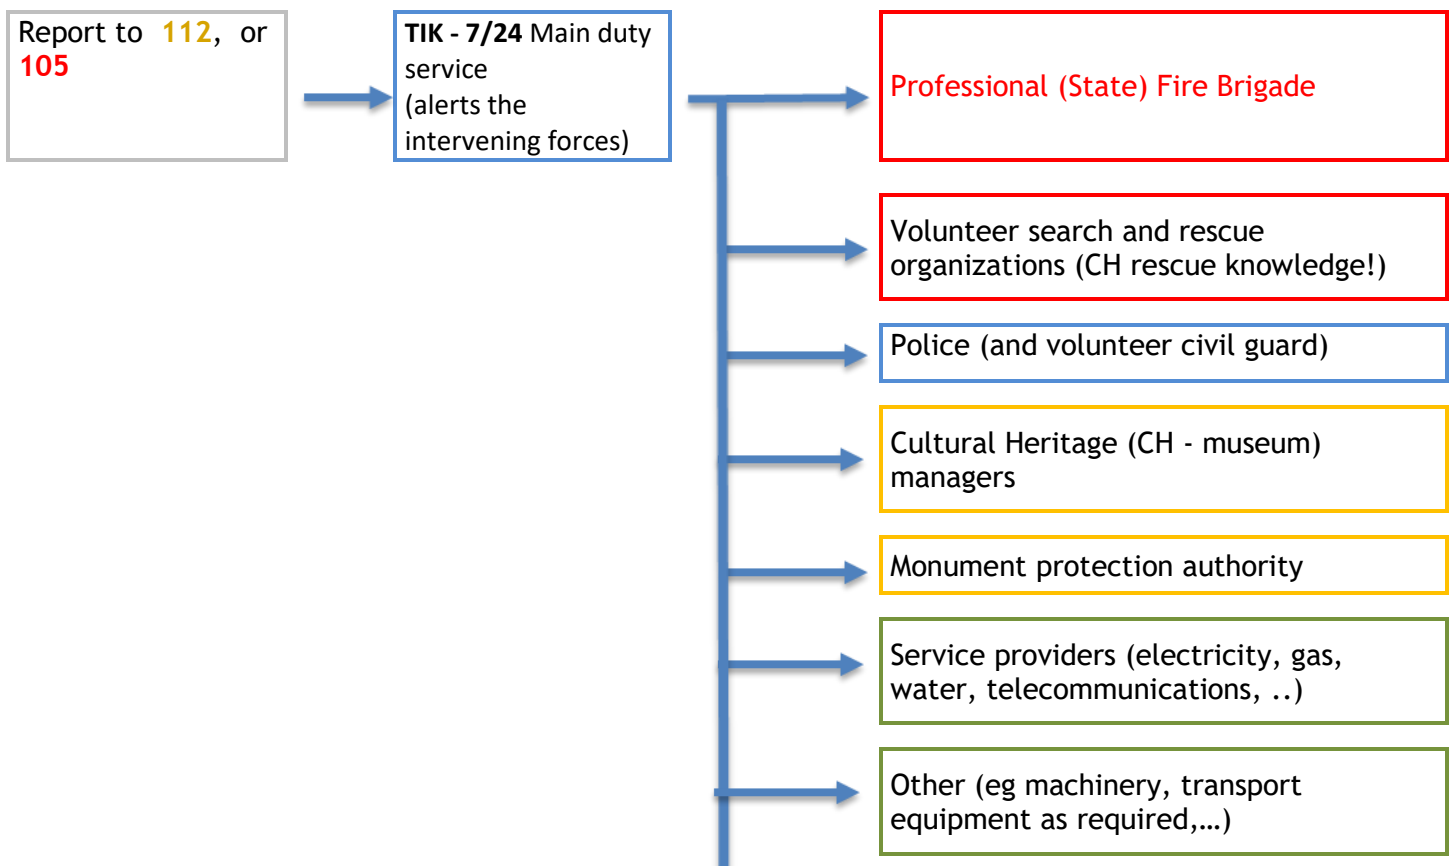 Report to 112, or
105
TIK - 7/24 Main duty
service
(alerts the
intervening forces)
Professional (State) Fire Brigade
Volunteer search and rescue
organizations (CH rescue knowledge!)
Police (and volunteer civil guard)
Cultural Heritage (CH - museum)
managers
Monument protection authority
Service providers (electricity, gas,
water, telecommunications, ..)
Other (eg machinery, transport
equipment as required,…)